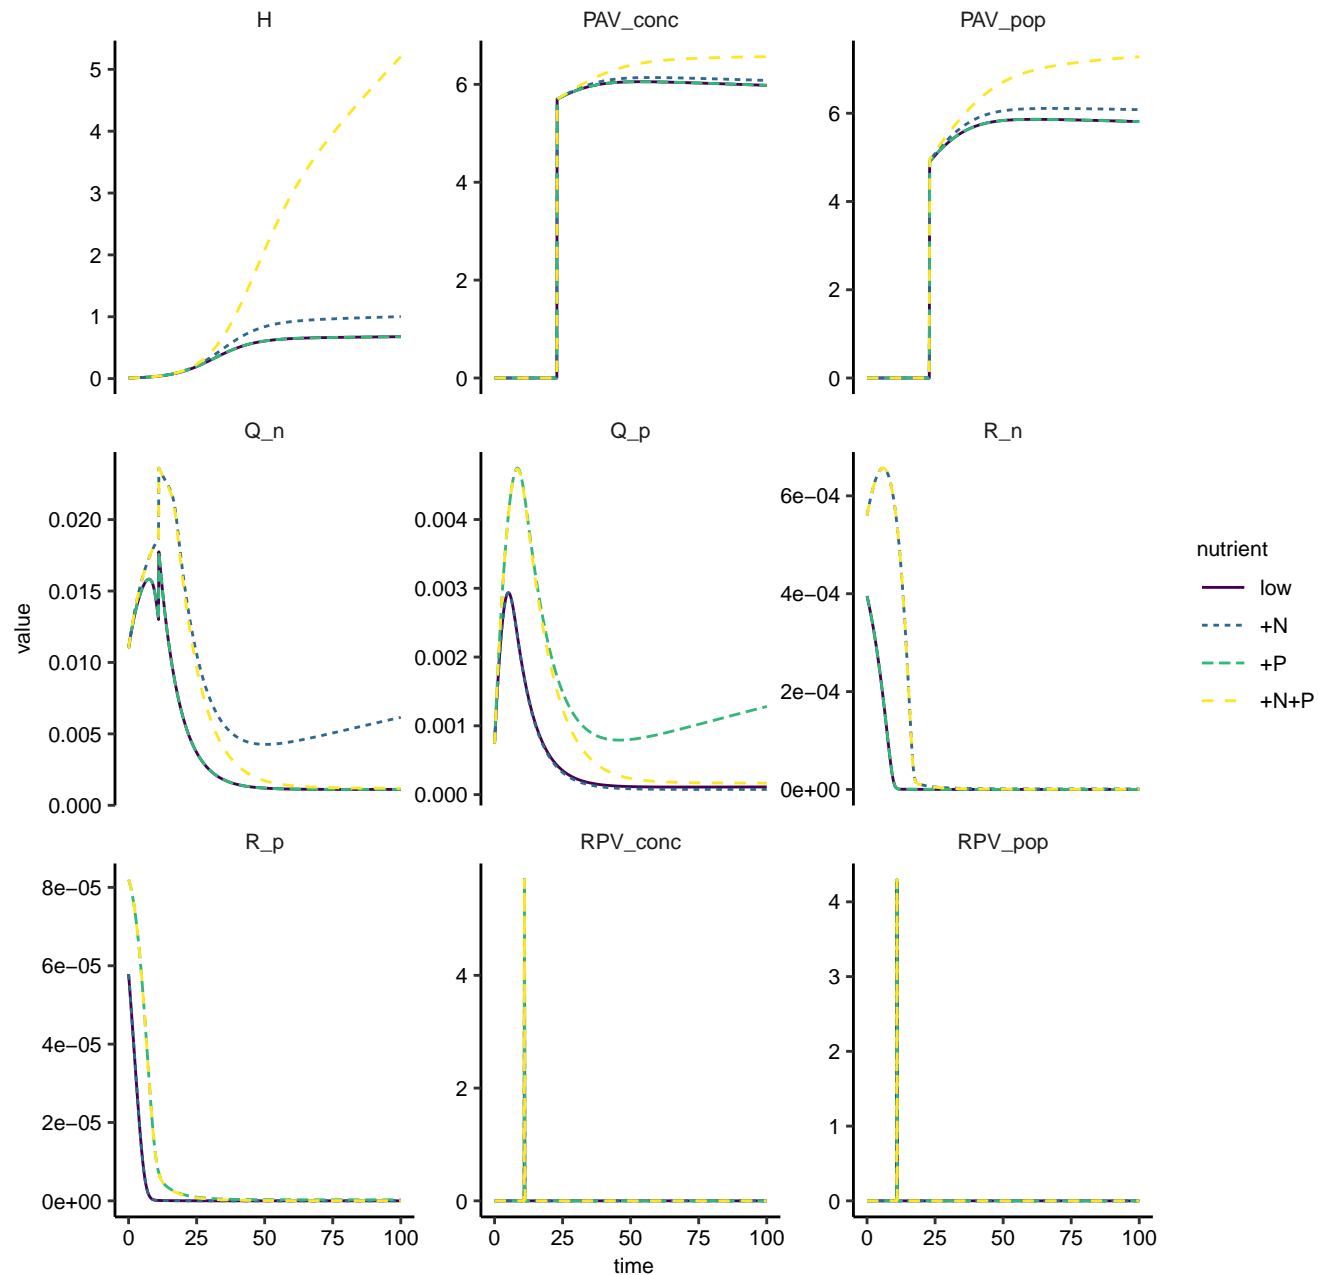 H PAV_conc PAV_pop
5
4
3
2
1
0
6
4
2
0
6
4
2
0
Q_n Q_p R_n
0.020
0.015
0.010
0.005
0.000
0.004
0.003
0.002
0.001
0.000
6e−04
4e−04
2e−04
0e+00
R_p RPV_conc RPV_pop
8e−05
6e−05
4e−05
2e−05
0e+00
4
2
0
4
3
2
1
0
0 25 50 75 100
0 25 50 75 100
0 25 50 75 100
time
value
nutrient
low
+N
+P
+N+P